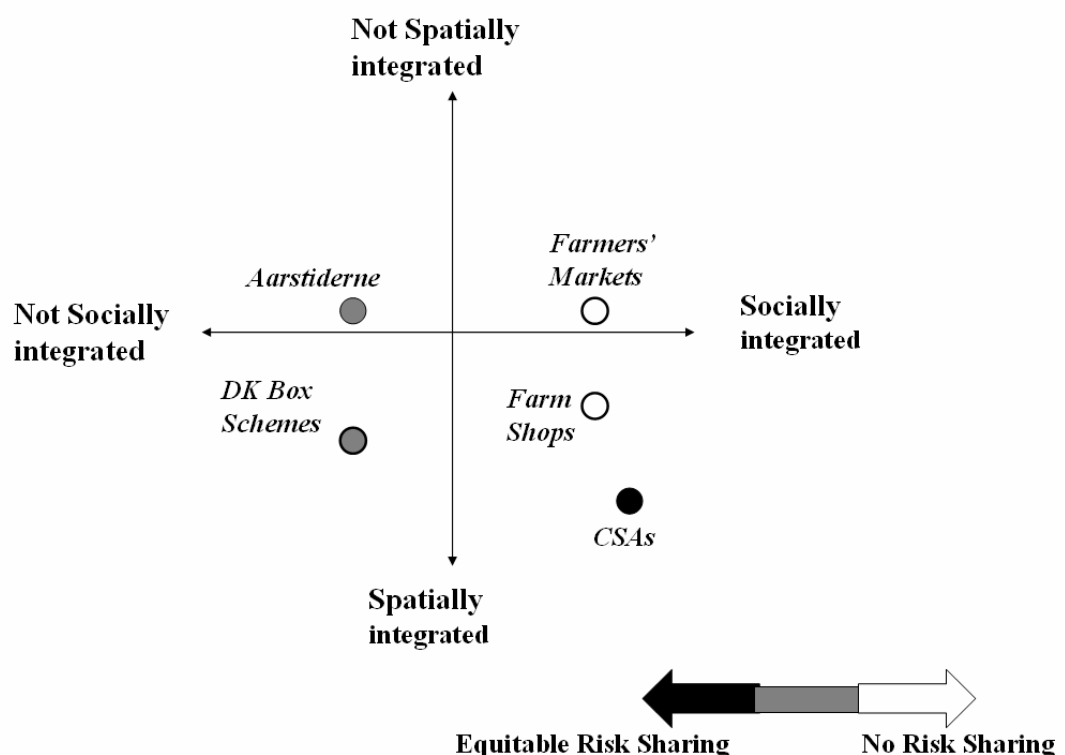 Not Spatially
integrated
Farmers’
Markets
Aarstiderne
Not Socially
integrated
Socially
integrated
DK Box
Schemes
Farm
Shops
CSAs
Spatially
integrated
Equitable Risk Sharing
No Risk Sharing